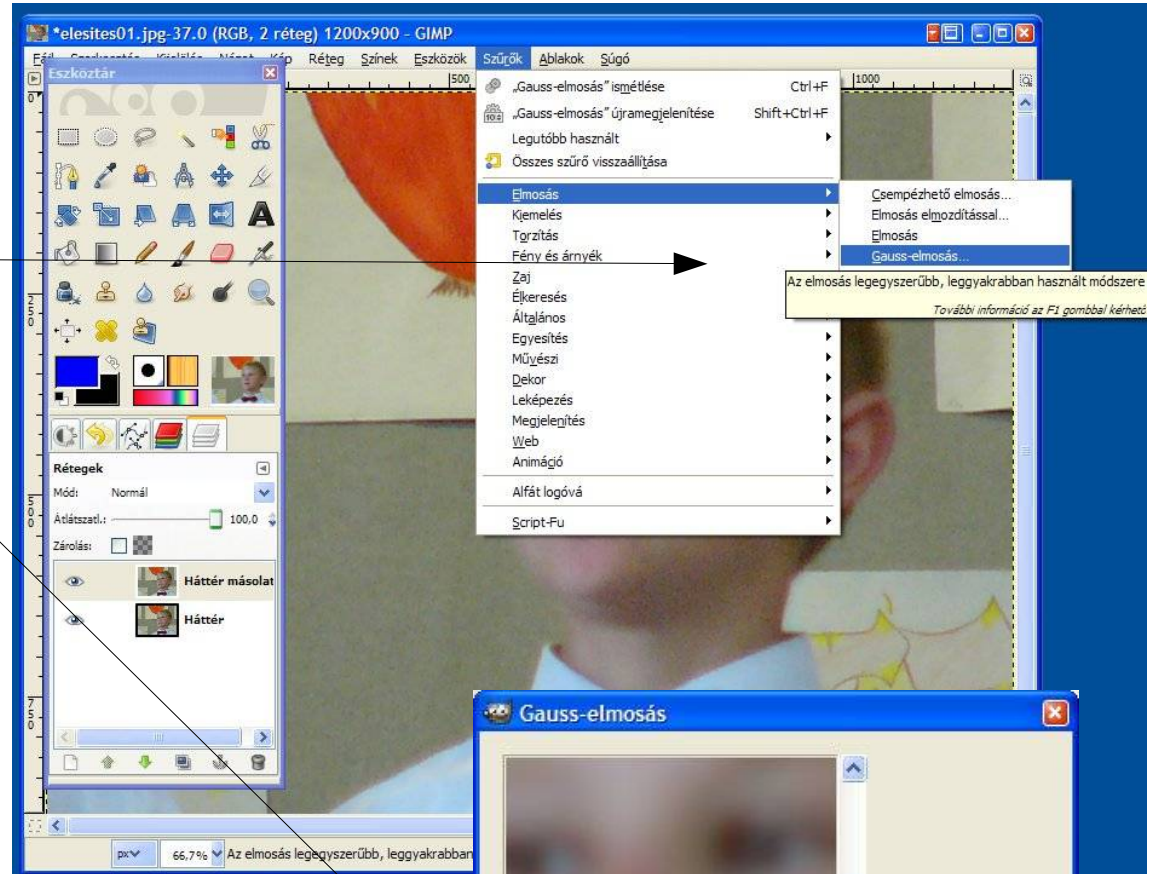 *elesites01.jpg-37.0 (RGB, 2 réteg) 1200x900 - GIMP
Réteg Színek Eszközök Szűrők Ablakok Súgó
Eszköztár
500
1000
0
250
500
750
„Gauss-elmosás” ismétlése Ctrl+F
„Gauss-elmosás” újramegjelenítése Shift+Ctrl+F
Legutóbb használt
Összes szűrő visszaállítása
Elmosás
Kiemelés
Torzítás
Fény és árnyék
Zaj
Élkeresés
Általános
Egyesítés
Művészi
Dekor
Leképezés
Megjelenítés
Web
Animáció
Alfát logóvá
Script-Fu
Csempézhető elmosás...
Elmosás elmozdítással...
Elmosás
Gauss-elmosás...
Az elmosás legegyszerűbb, leggyakrabban használt módszere
További információ az F1 gombbal kérhető
Rétegek
Mód: Normál
Átlátszatl.: 100,0
Zárolás:
Háttér másolat
Háttér
px 66,7% Az elmosás legegyszerűbb, leggyakrabban
Gauss-elmosás